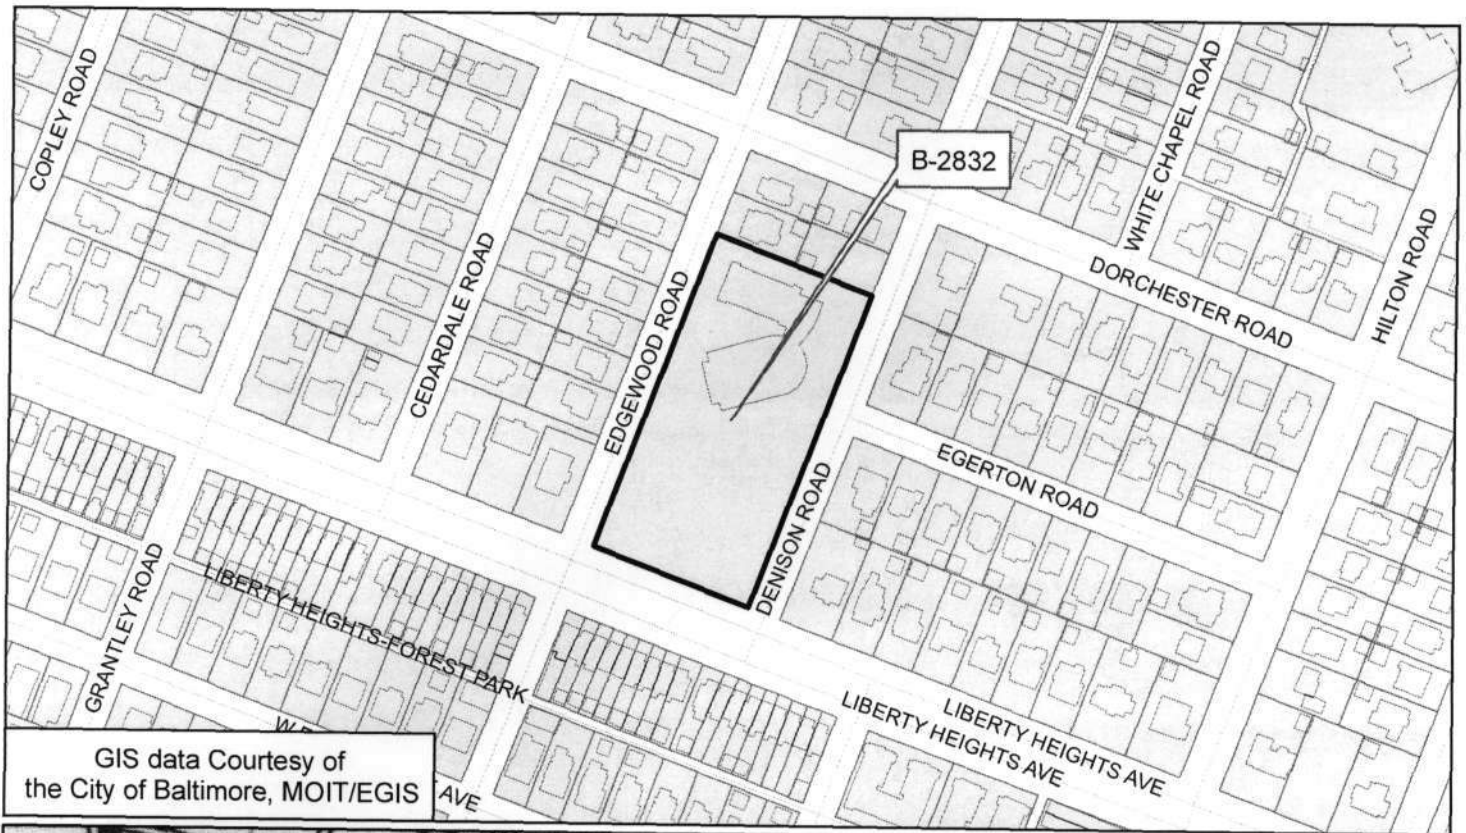 COPLEY ROAD
CEDARDALE ROAD
EDGEWOOD ROAD
B-2832
WHITE CHAPEL ROAD
DORCHESTER ROAD
HILTON ROAD
EGERTON ROAD
DENISON ROAD
GRANTLEY ROAD
LIBERTY HEIGHTS-FOREST PARK
LIBERTY HEIGHTS AVE
LIBERTY HEIGHTS AVE
AVE
GIS data Courtesy of
the City of Baltimore, MOIT/EGIS